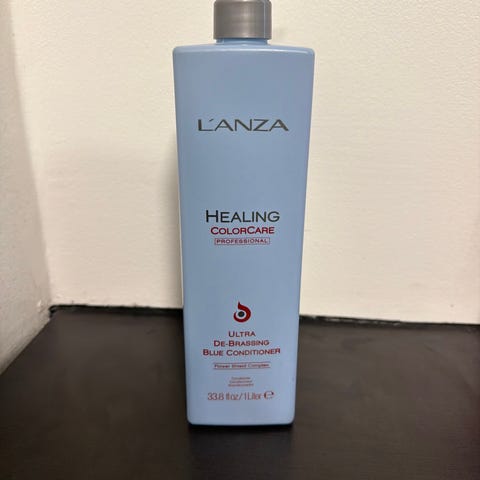 L'ANZA
HEALING
COLORCARE
PROFESSIONAL
ULTRA
DE-BRASSING
BLUE CONDITIONER
Flower Shield Complex
33.8 fl oz/1 Liter ℮